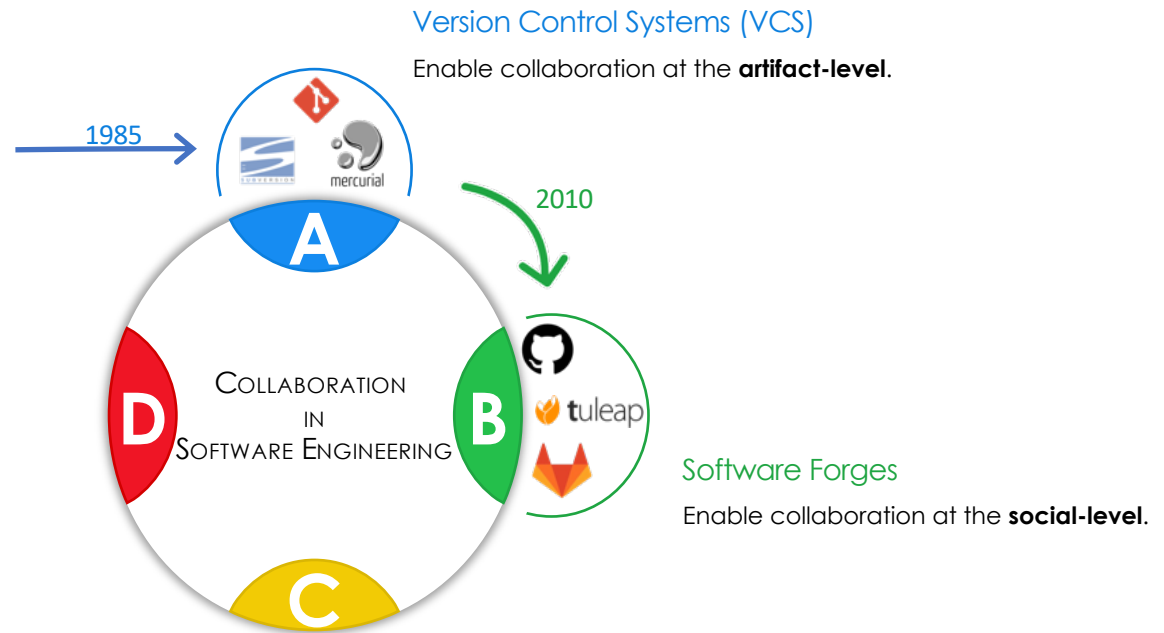 Version Control Systems (VCS)
Enable collaboration at the artifact-level.
1985
SUBVERSION
mercurial
2010
A
tuleap
D
COLLABORATION
IN
SOFTWARE ENGINEERING
B
Software Forges
Enable collaboration at the social-level.
C